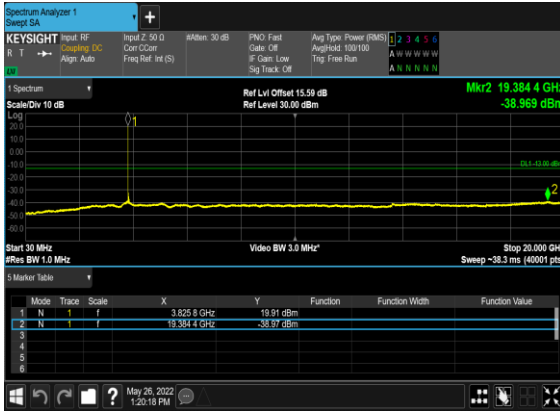 Spectrum Analyzer 1
Swept SA
+
KEYSIGHT Input: RF Input Z: 50 Ω #Atten: 30 dB PNO: Fast Avg Type: Power (RMS) 1 2 3 4 5 6
R T Coupling: DC Corr CCorr Gate: Off Avg|Hold: 100/100 A W W W W W
Align: Auto Freq Ref: Int (S) IF Gain: Low Trig: Free Run
Sig Track: Off A N N N N N
1 Spectrum Ref Lvl Offset 15.59 dB Mkr2 19.384 4 GHz
Scale/Div 10 dB Ref Level 30.00 dBm -38.969 dBm
Log
20.0
10.0
0.00
-10.0
-20.0
-30.0
-40.0
-50.0
-60.0
1
DL1 -13.00 dBm
2
Start 30 MHz Video BW 3.0 MHz* Stop 20.000 GHz
#Res BW 1.0 MHz Sweep ~38.3 ms (40001 pts)
5 Marker Table
Mode Trace Scale X Y Function Function Width Function Value
1 N 1 f 3.825 8 GHz 19.91 dBm
2 N 1 f 19.384 4 GHz -38.97 dBm
3
4
5
6
? May 26, 2022
1:20:18 PM